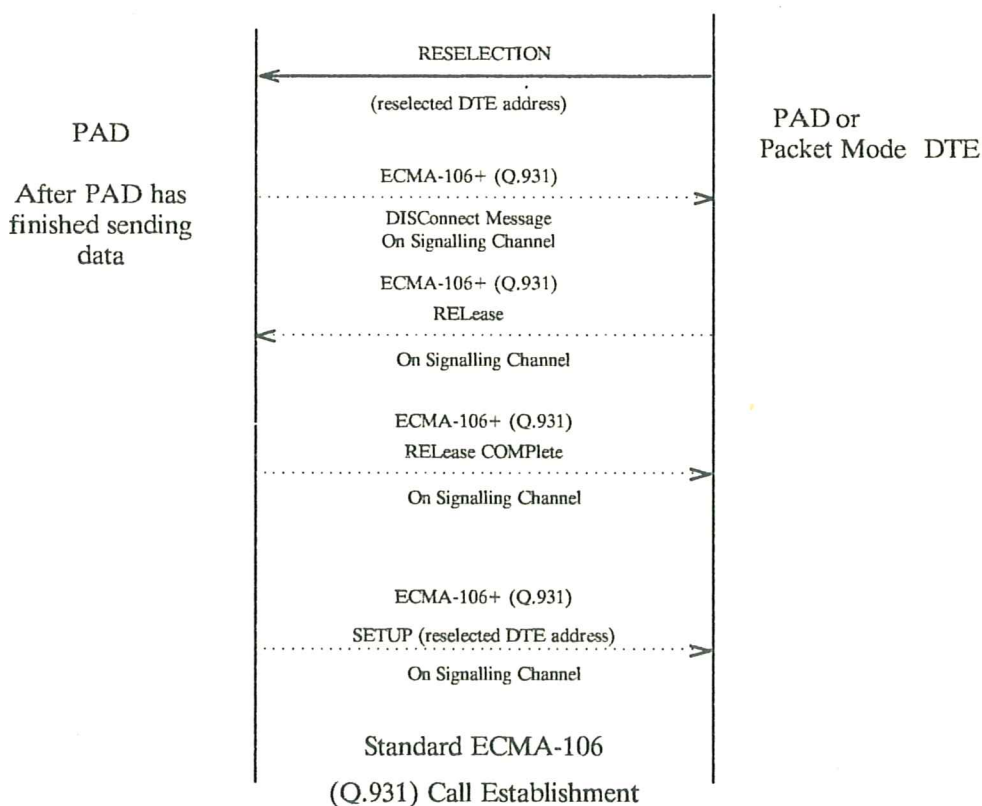 RESELECTION
(reselected DTE address)
PAD
After PAD has
finished sending
data
PAD or
Packet Mode DTE
ECMA-106+ (Q.931)
DISConnect Message
On Signalling Channel
ECMA-106+ (Q.931)
RELease
On Signalling Channel
ECMA-106+ (Q.931)
RELease COMPlete
On Signalling Channel
ECMA-106+ (Q.931)
SETUP (reselected DTE address)
On Signalling Channel
Standard ECMA-106
(Q.931) Call Establishment